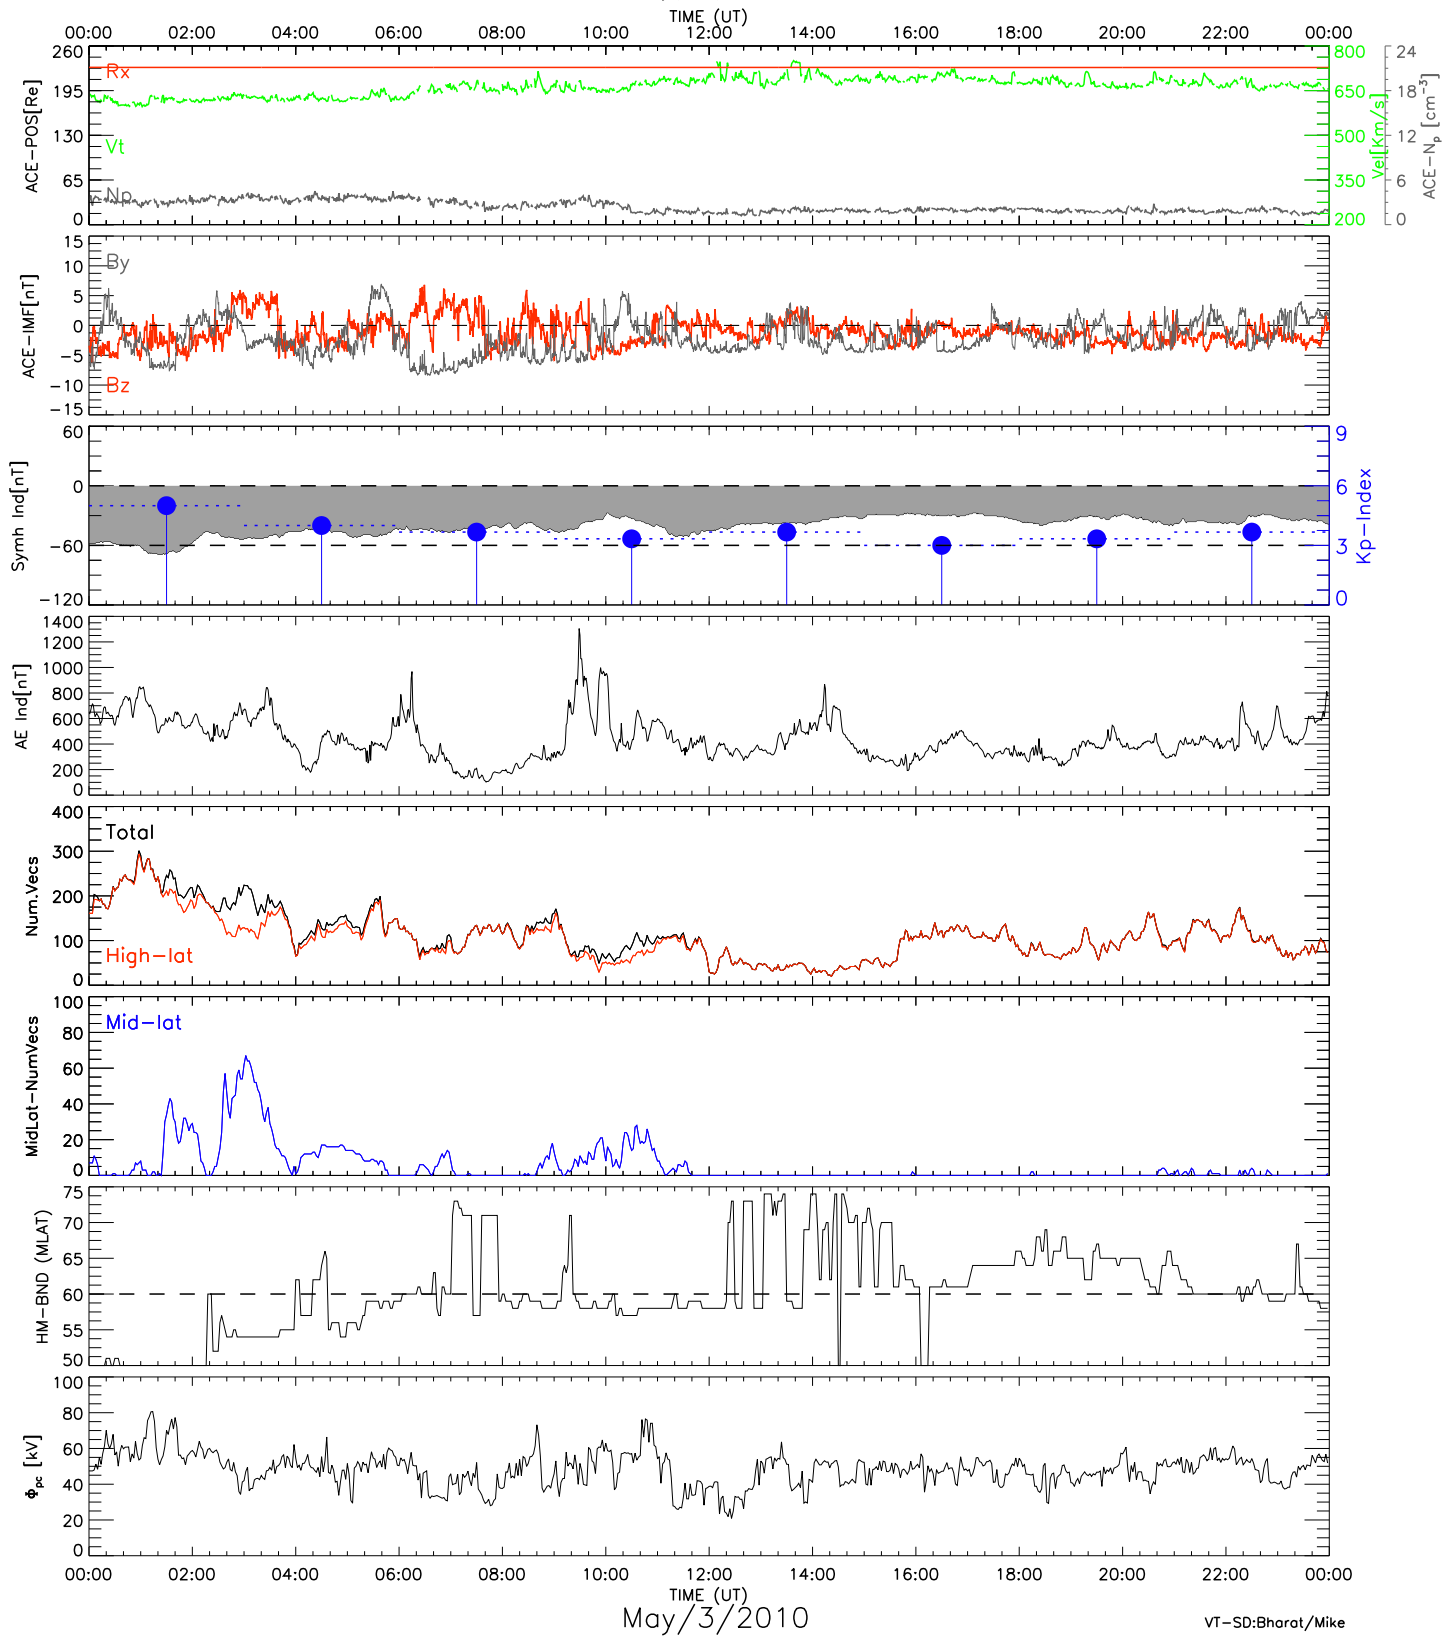 TIME (UT)
00:00 02:00 04:00 06:00 08:00 10:00 12:00 14:00 16:00 18:00 20:00 22:00 00:00
ACE-POS[Re]
260
195
130
65
0
Rx
Vt
Np
800
650
500
350
200
Vel[Km/s]
24
18
12
6
0
ACE-Np [cm-3]
ACE-IMF[nT]
15
10
5
0
-5
-10
-15
By
Bz
Symh Ind[nT]
60
0
-60
-120
9
6
3
0
Kp-Index
AE Ind[nT]
1400
1200
1000
800
600
400
200
0
Num.Vecs
400
300
200
100
0
Total
High-lat
MidLat-NumVecs
100
80
60
40
20
0
Mid-lat
HM-BND (MLAT)
75
70
65
60
55
50
Φpc [kV]
100
80
60
40
20
0
00:00 02:00 04:00 06:00 08:00 10:00 12:00 14:00 16:00 18:00 20:00 22:00 00:00
TIME (UT)
May/3/2010
VT-SD:Bharat/Mike